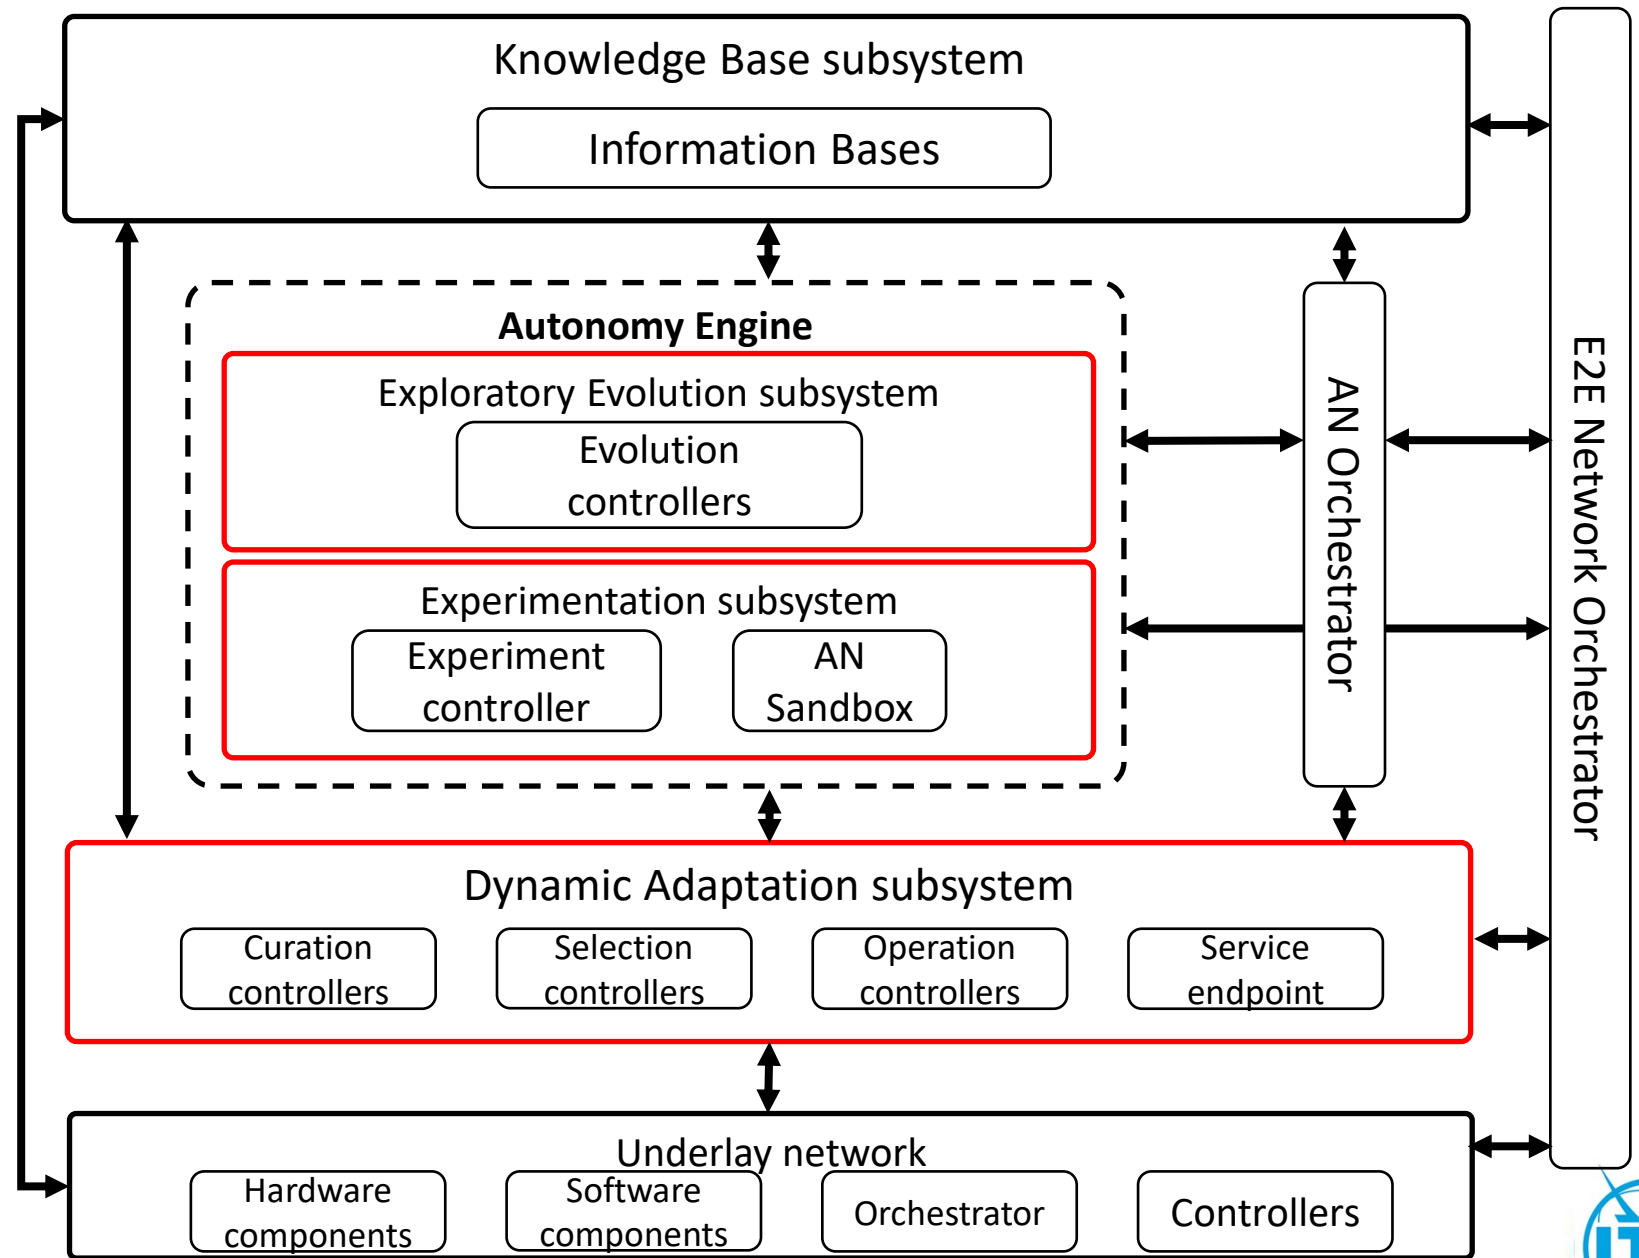 Knowledge Base subsystem
Information Bases
Autonomy Engine
Exploratory Evolution subsystem
Evolution
controllers
Experimentation subsystem
Experiment
controller
AN
Sandbox
AN Orchestrator
E2E Network Orchestrator
Dynamic Adaptation subsystem
Curation
controllers
Selection
controllers
Operation
controllers
Service
endpoint
Underlay network
Hardware
components
Software
components
Orchestrator
Controllers